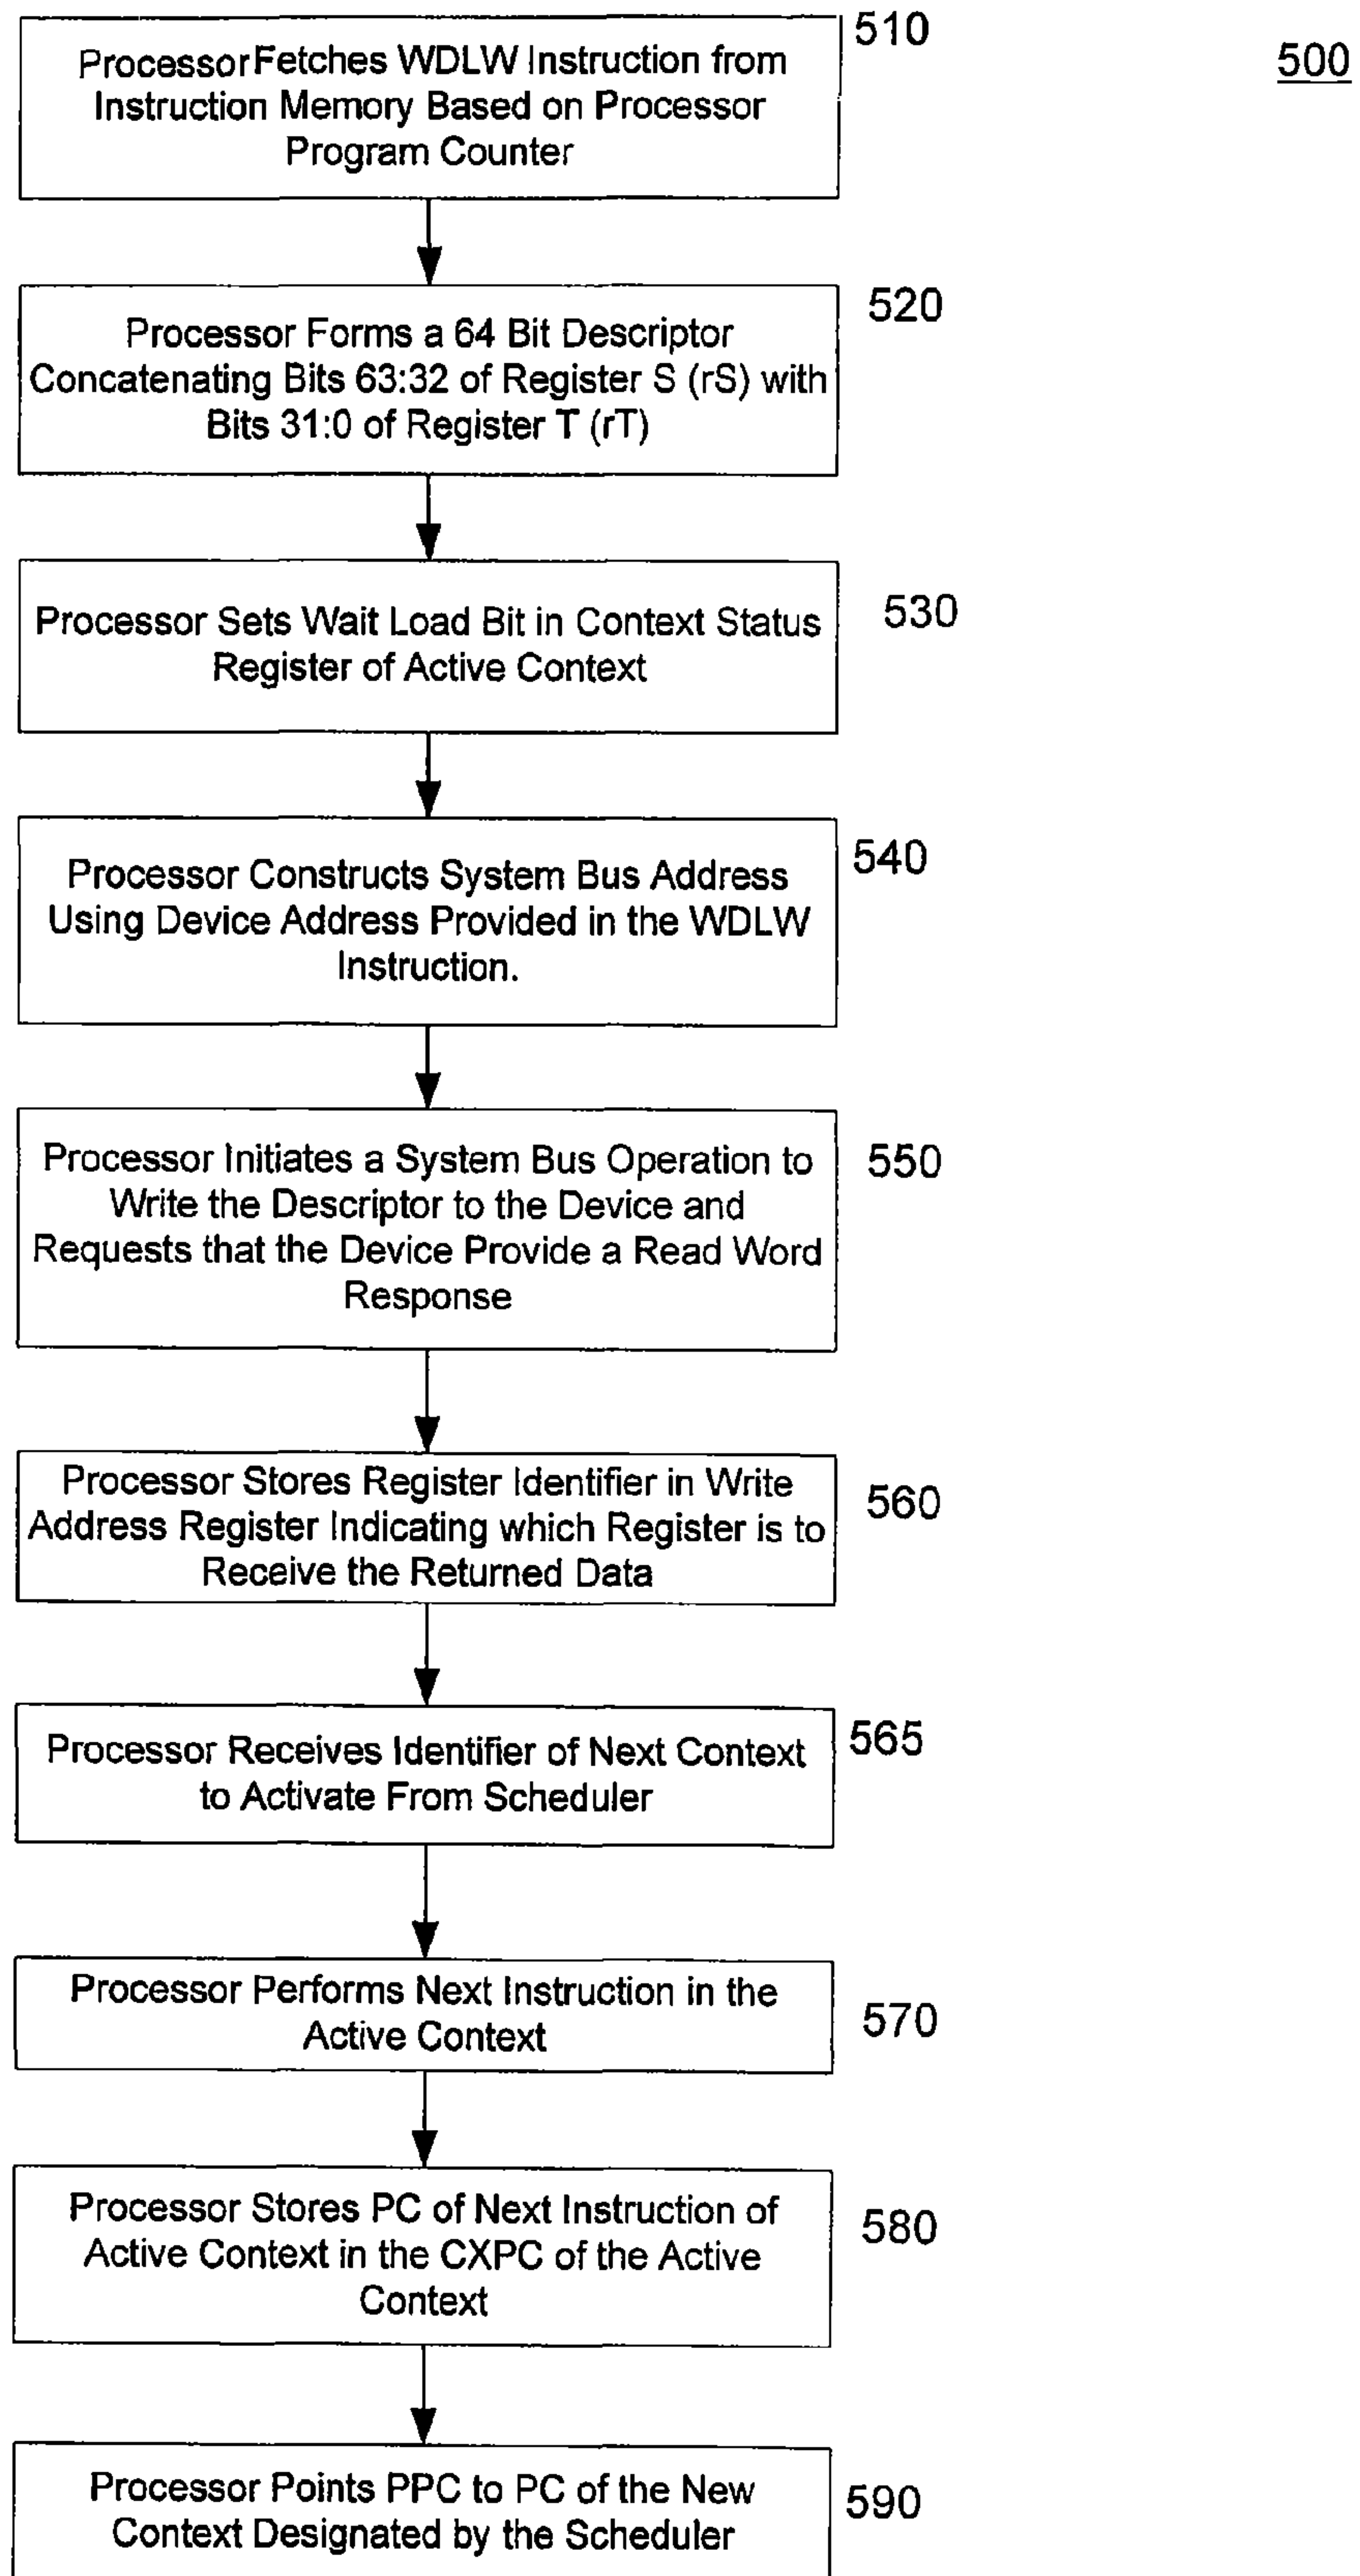 510
500
Processor Fetches WDLW Instruction from
Instruction Memory Based on Processor
Program Counter
520
Processor Forms a 64 Bit Descriptor
Concatenating Bits 63:32 of Register S (rS) with
Bits 31:0 of Register T (rT)
530
Processor Sets Wait Load Bit in Context Status
Register of Active Context
540
Processor Constructs System Bus Address
Using Device Address Provided in the WDLW
Instruction.
550
Processor Initiates a System Bus Operation to
Write the Descriptor to the Device and
Requests that the Device Provide a Read Word
Response
560
Processor Stores Register Identifier in Write
Address Register Indicating which Register is to
Receive the Returned Data
565
Processor Receives Identifier of Next Context
to Activate From Scheduler
570
Processor Performs Next Instruction in the
Active Context
580
Processor Stores PC of Next Instruction of
Active Context in the CXPC of the Active
Context
590
Processor Points PPC to PC of the New
Context Designated by the Scheduler